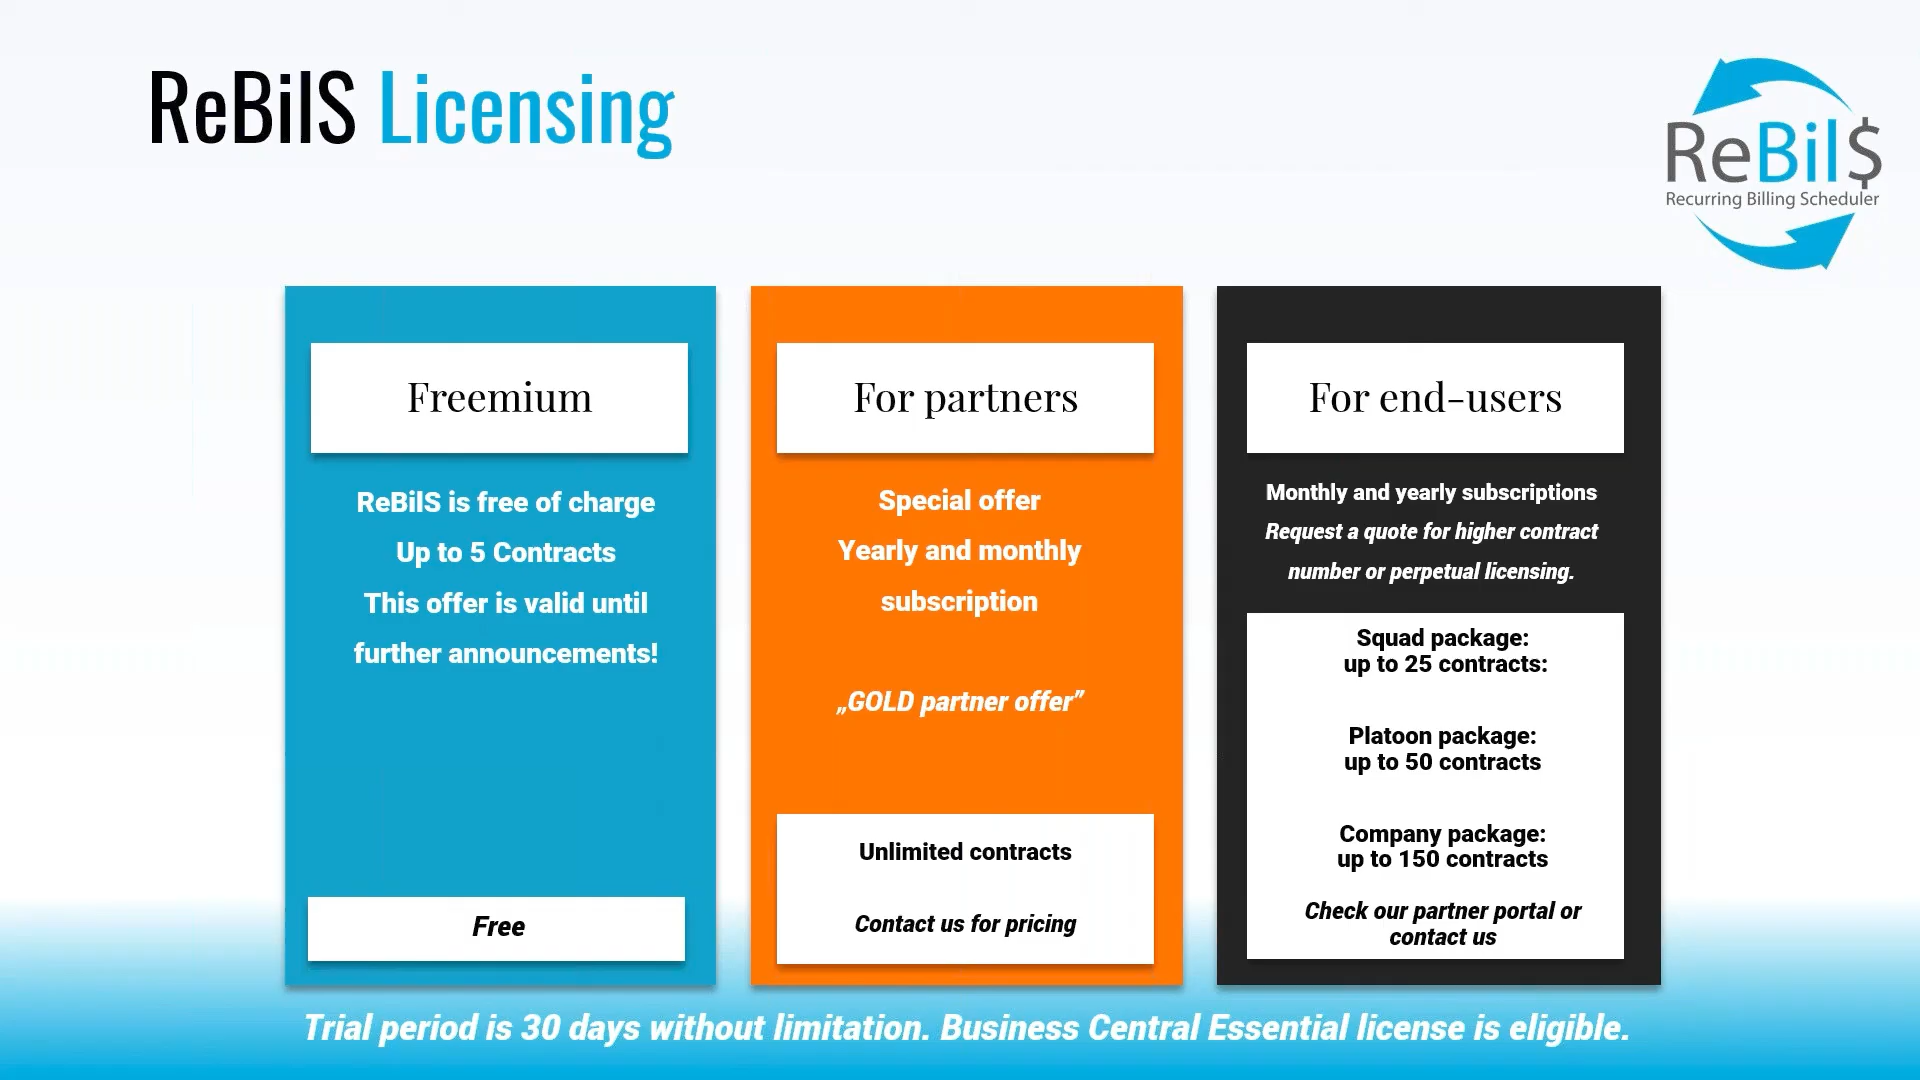 ReBilS Licensing
ReBil$
Recurring Billing Scheduler
Freemium
ReBilS is free of charge
Up to 5 Contracts
This offer is valid until
further announcements!
Free
For partners
Special offer
Yearly and monthly
subscription
„GOLD partner offer”
Unlimited contracts
Contact us for pricing
For end-users
Monthly and yearly subscriptions
Request a quote for higher contract
number or perpetual licensing.
Squad package:
up to 25 contracts:
Platoon package:
up to 50 contracts
Company package:
up to 150 contracts
Check our partner portal or
contact us
Trial period is 30 days without limitation. Business Central Essential license is eligible.